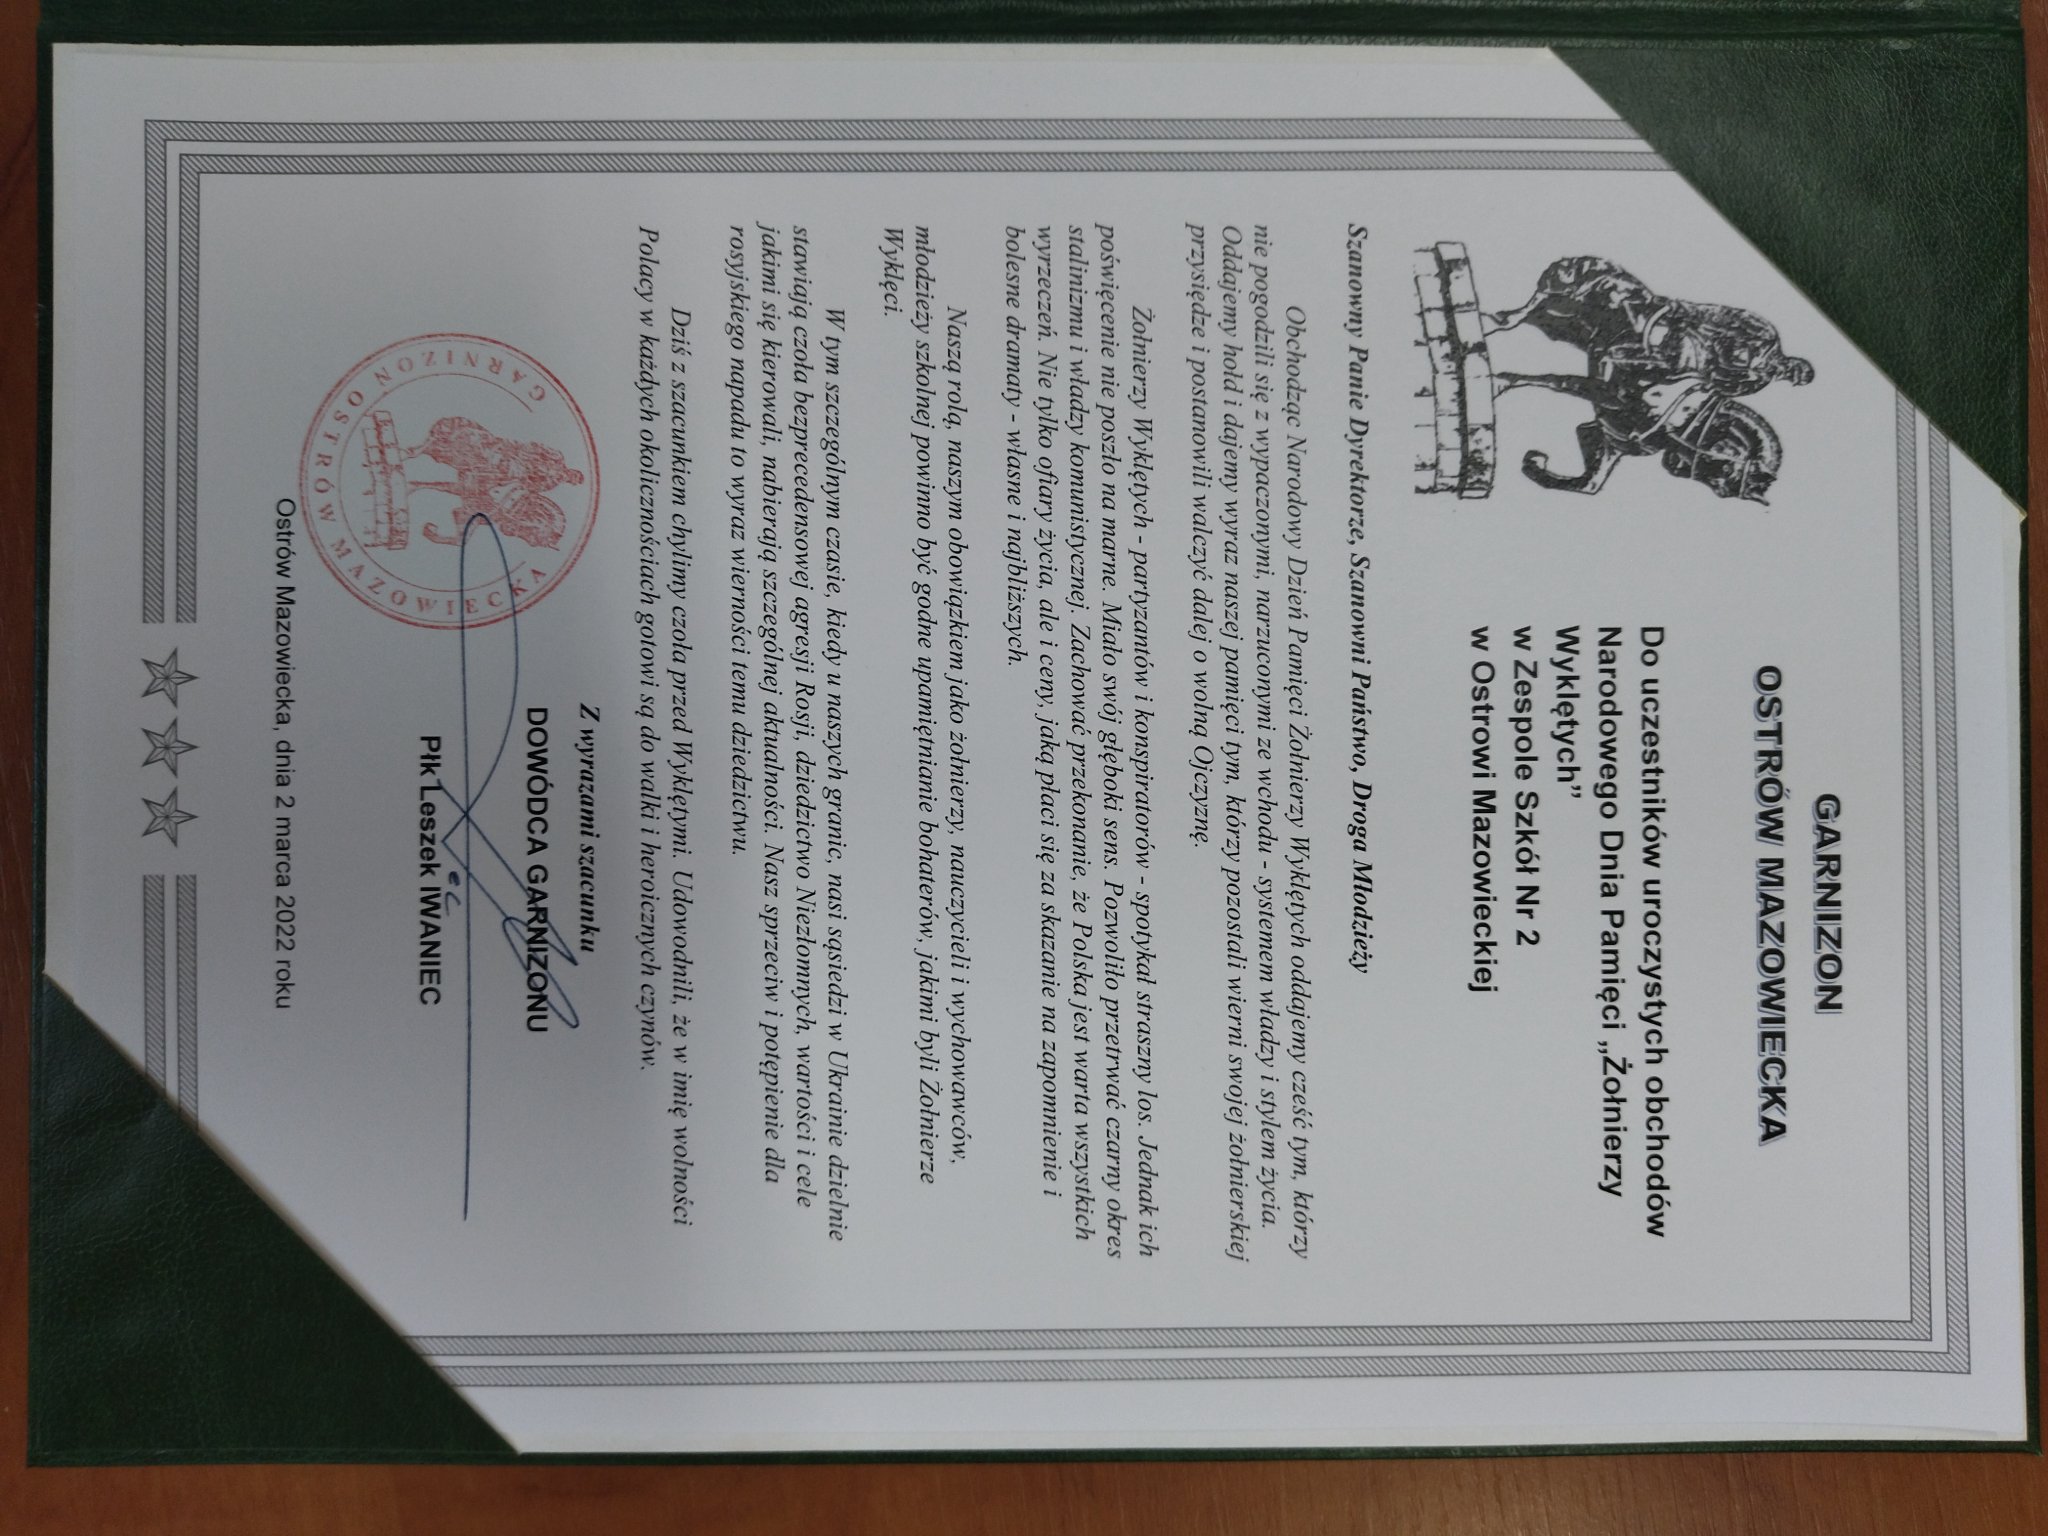 GARNIZON
OSTRÓW MAZOWIECKA
Do uczestników uroczystych obchodów
Narodowego Dnia Pamięci „Żołnierzy
Wyklętych”
w Zespole Szkół Nr 2
w Ostrowi Mazowieckiej
Szanowny Panie Dyrektorze, Szanowni Państwo, Droga Młodzieży
Obchodząc Narodowy Dzień Pamięci Żołnierzy Wyklętych oddajemy cześć tym, którzy
nie pogodzili się z wypaczonymi, narzuconymi ze wchodu - systemem władzy i stylem życia.
Oddajemy hołd i dajemy wyraz naszej pamięci tym, którzy pozostali wierni swojej żołnierskiej
przysiędze i postanowili walczyć dalej o wolną Ojczyznę.
Żołnierzy Wyklętych - partyzantów i konspiratorów - spotykał straszny los. Jednak ich
poświęcenie nie poszło na marne. Miało swój głęboki sens. Pozwoliło przetrwać czarny okres
stalinizmu i władzy komunistycznej. Zachować przekonanie, że Polska jest warta wszystkich
wyrzeczeń. Nie tylko ofiary życia, ale i ceny, jaką płaci się za skazanie na zapomnienie i
bolesne dramaty - własne i najbliższych.
Naszą rolą, naszym obowiązkiem jako żołnierzy, nauczycieli i wychowawców,
młodzieży szkolnej powinno być godne upamiętnianie bohaterów, jakimi byli Żołnierze
Wyklęci.
W tym szczególnym czasie, kiedy u naszych granic, nasi sąsiedzi w Ukrainie dzielnie
stawiają czoła bezprecedensowej agresji Rosji, dziedzictwo Niezłomnych, wartości i cele
jakimi się kierowali, nabierają szczególnej aktualności. Nasz sprzeciw i potępienie dla
rosyjskiego napadu to wyraz wierności temu dziedzictwu.
Dziś z szacunkiem chylimy czoła przed Wyklętymi. Udowodnili, że w imię wolności
Polacy w każdych okolicznościach gotowi są do walki i heroicznych czynów.
Z wyrazami szacunku
DOWÓDCA GARNIZONU
Płk Leszek IWANIEC
GARNIZON OSTRÓW MAZOWIECKA
Ostrów Mazowiecka, dnia 2 marca 2022 roku